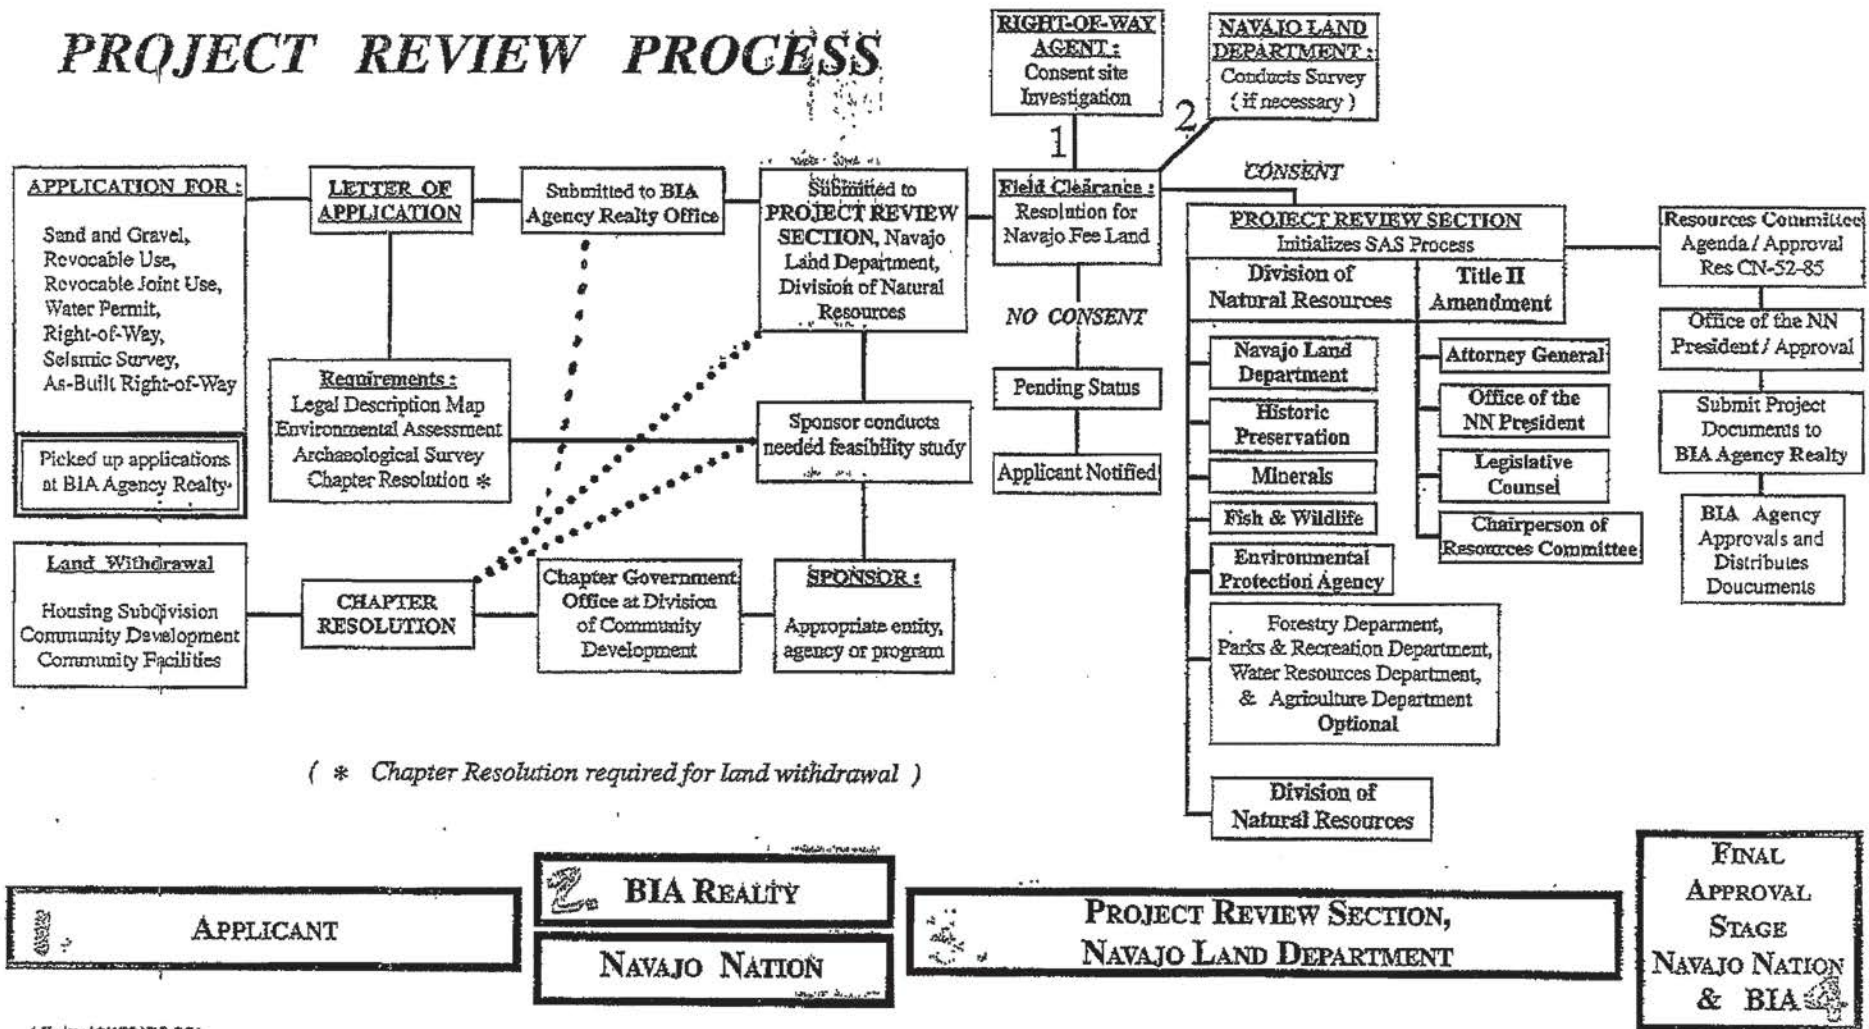 PROJECT REVIEW PROCESS
RIGHT-OF-WAY
AGENT :
Consent site
Investigation
NAVAJO LAND
DEPARTMENT :
Conducts Survey
( if necessary )
1
2
APPLICATION FOR :
Sand and Gravel,
Revocable Use,
Revocable Joint Use,
Water Permit,
Right-of-Way,
Seismic Survey,
As-Built Right-of-Way
Picked up applications
at BIA Agency Realty
LETTER OF
APPLICATION
Submitted to BIA
Agency Realty Office
Submitted to
PROJECT REVIEW
SECTION, Navajo
Land Department,
Division of Natural
Resources
Field Clearance :
Resolution for
Navajo Fee Land
CONSENT
NO CONSENT
Pending Status
Applicant Notified
Requirements :
Legal Description Map
Environmental Assessment
Archaeological Survey
Chapter Resolution *
Sponsor conducts
needed feasibility study
Land Withdrawal
Housing Subdivision
Community Development
Community Facilities
CHAPTER
RESOLUTION
Chapter Government
Office at Division
of Community
Development
SPONSOR :
Appropriate entity,
agency or program
PROJECT REVIEW SECTION
Initializes SAS Process
Division of
Natural Resources
Title II
Amendment
Navajo Land
Department
Historic
Preservation
Minerals
Fish & Wildlife
Environmental
Protection Agency
Forestry Deparment,
Parks & Recreation Department,
Water Resources Department,
& Agriculture Department
Optional
Division of
Natural Resources
Attorney General
Office of the
NN President
Legislative
Counsel
Chairperson of
Resources Committee
Resources Committee
Agenda / Approval
Res CN-52-85
Office of the NN
President / Approval
Submit Project
Documents to
BIA Agency Realty
BIA Agency
Approvals and
Distributes
Doucuments
( * Chapter Resolution required for land withdrawal )
APPLICANT
2. BIA REALTY
NAVAJO NATION
3. PROJECT REVIEW SECTION,
NAVAJO LAND DEPARTMENT
FINAL
APPROVAL
STAGE
NAVAJO NATION
& BIA 4